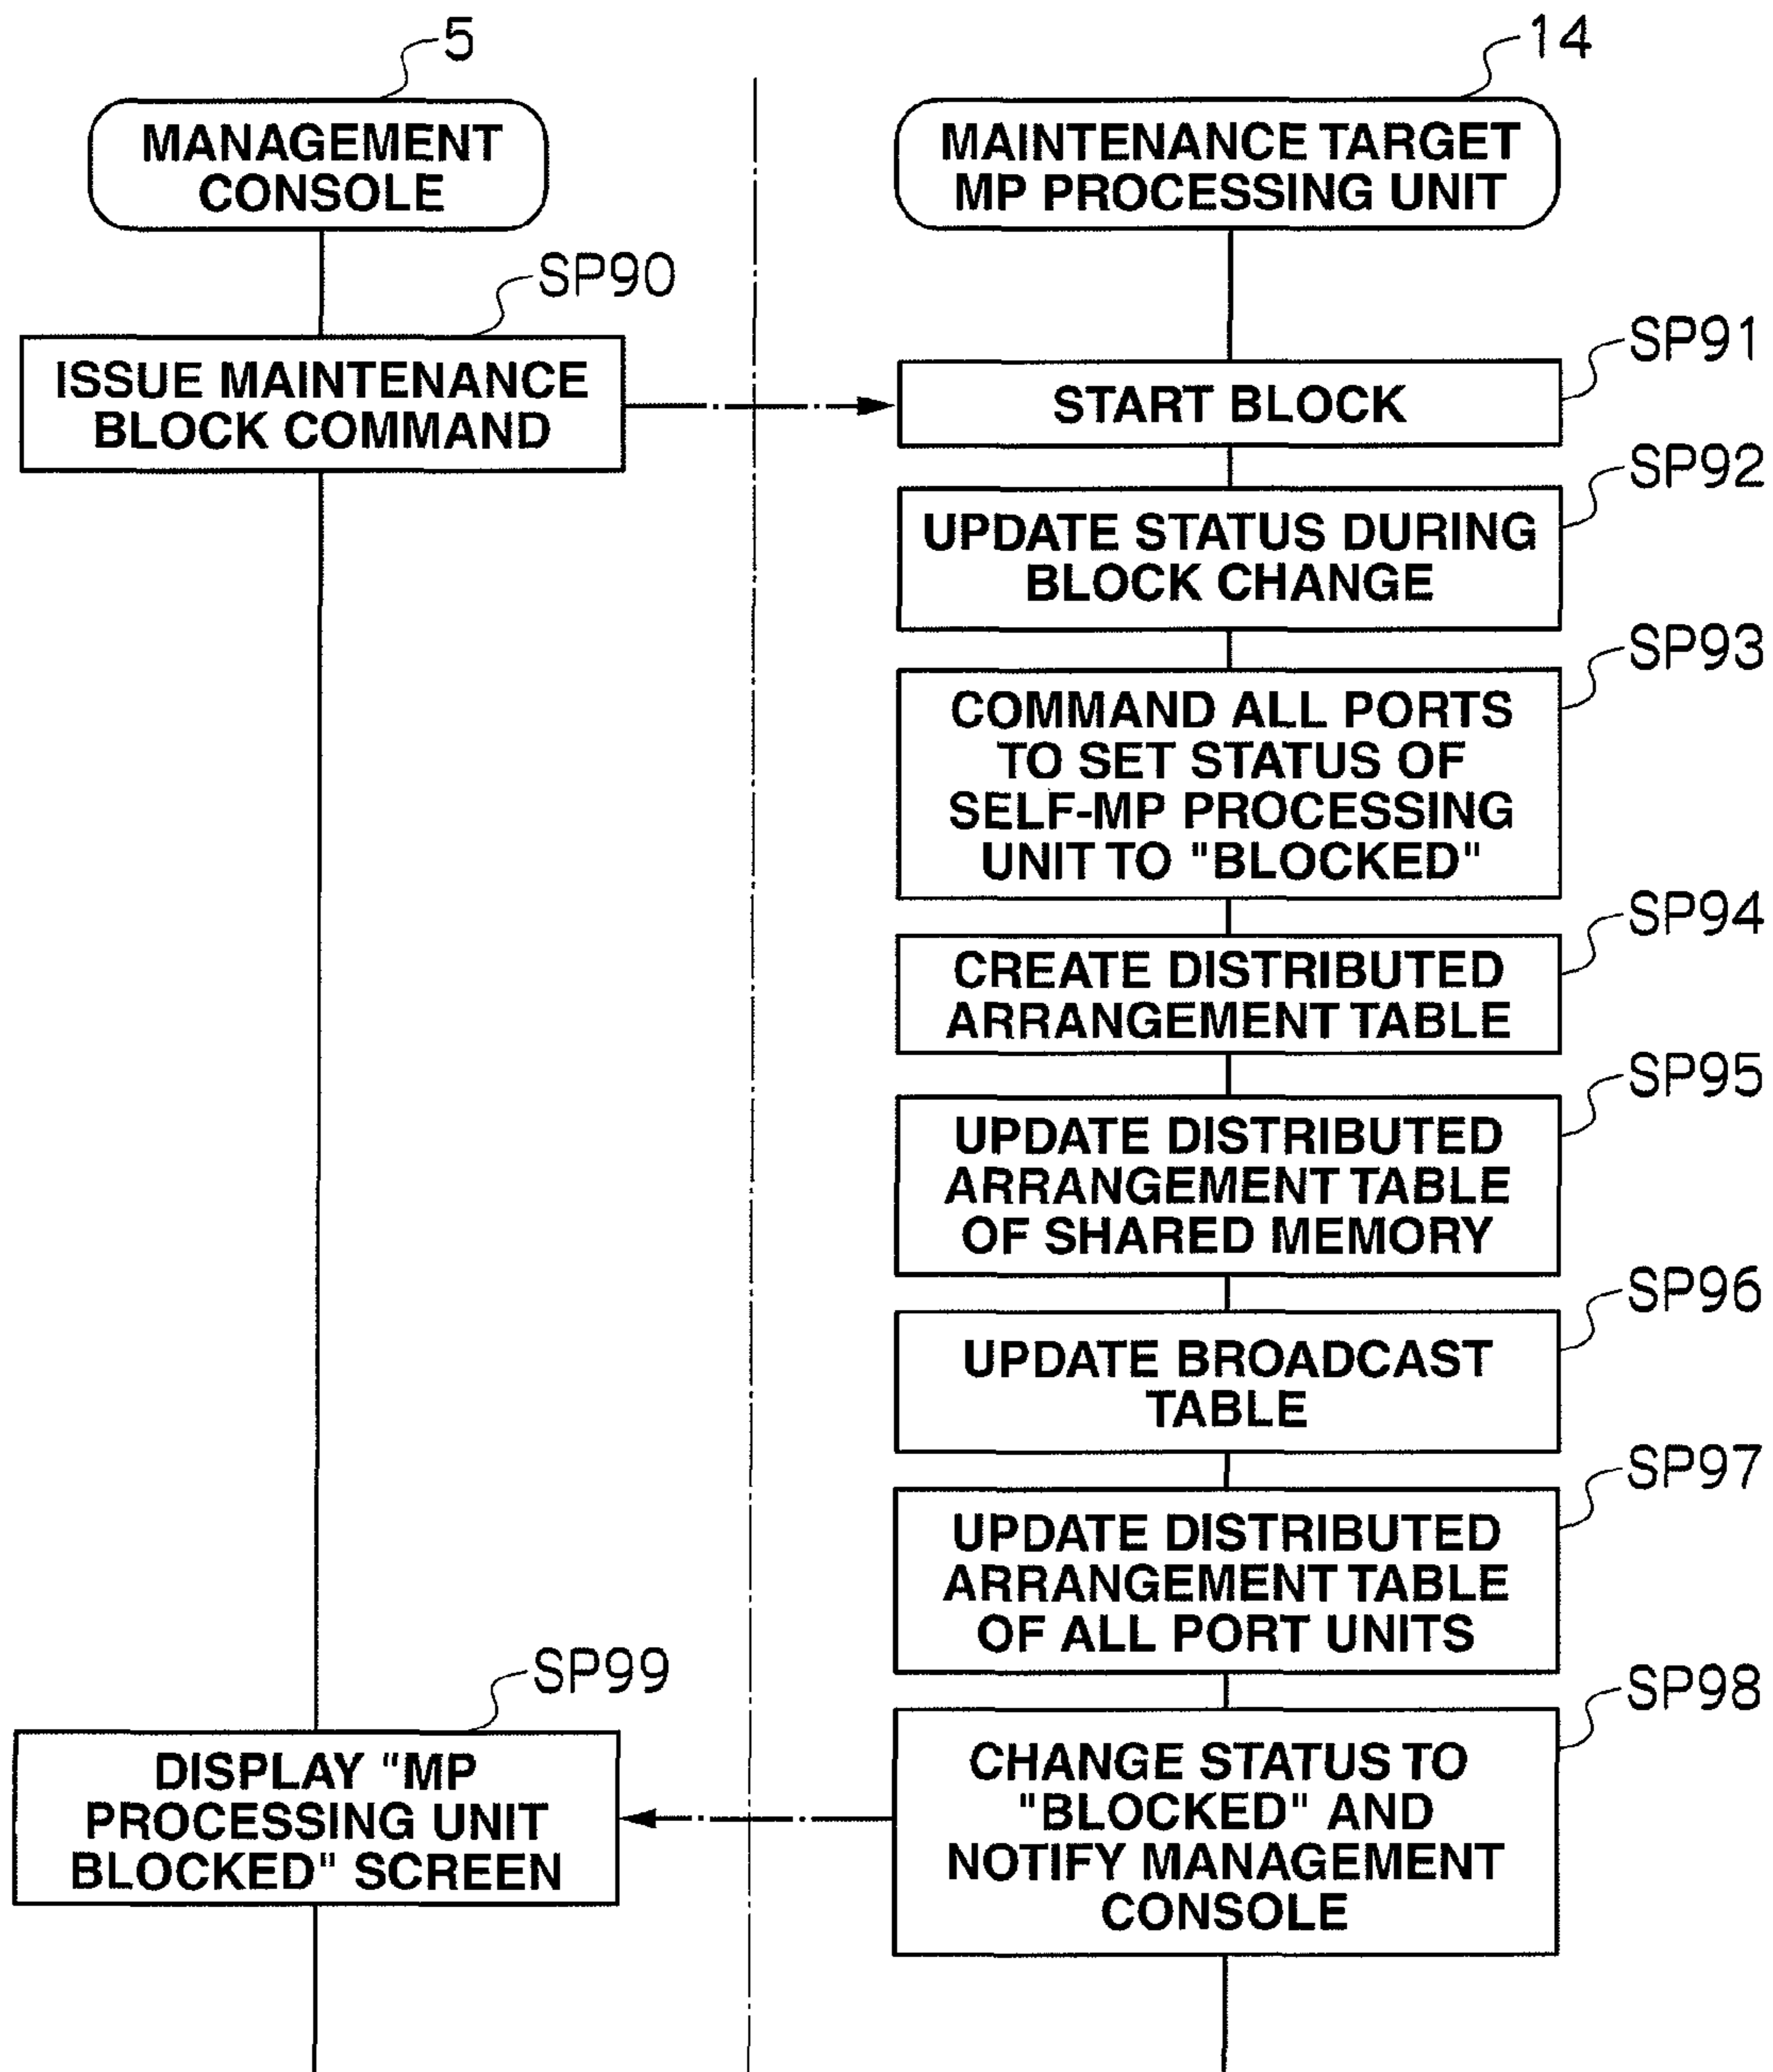 5
MANAGEMENT
CONSOLE
14
MAINTENANCE TARGET
MP PROCESSING UNIT
SP90
ISSUE MAINTENANCE
BLOCK COMMAND
SP91
START BLOCK
SP92
UPDATE STATUS DURING
BLOCK CHANGE
SP93
COMMAND ALL PORTS
TO SET STATUS OF
SELF-MP PROCESSING
UNIT TO "BLOCKED"
SP94
CREATE DISTRIBUTED
ARRANGEMENT TABLE
SP95
UPDATE DISTRIBUTED
ARRANGEMENT TABLE
OF SHARED MEMORY
SP96
UPDATE BROADCAST
TABLE
SP97
UPDATE DISTRIBUTED
ARRANGEMENT TABLE
OF ALL PORT UNITS
SP98
CHANGE STATUS TO
"BLOCKED" AND
NOTIFY MANAGEMENT
CONSOLE
SP99
DISPLAY "MP
PROCESSING UNIT
BLOCKED" SCREEN